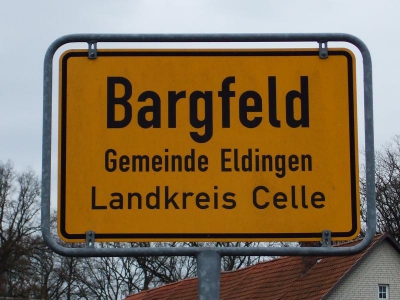 Bargfeld
Gemeinde Eldingen
Landkreis Celle